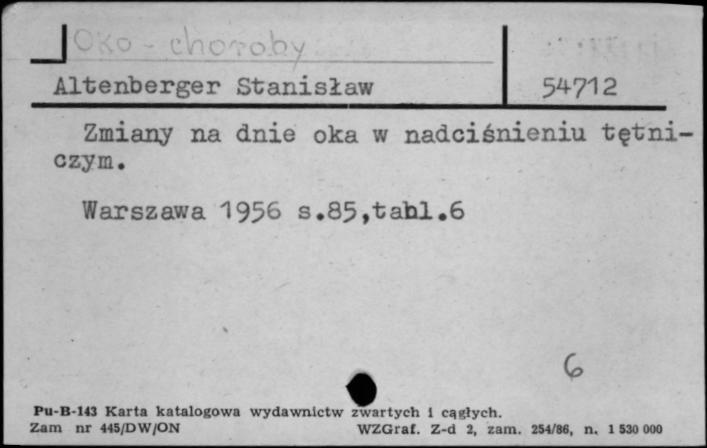 Oko - choroby
Altenberger Stanisław 54712
Zmiany na dnie oka w nadciśnieniu tętni-
czym.
Warszawa 1956 s.85,tabl.6
6
Pu-B-143 Karta katalogowa wydawnictw zwartych i ciągłych.
Zam nr 445/DW/ON WZGraf. Z-d 2, zam. 254/86, n. 1 530 000